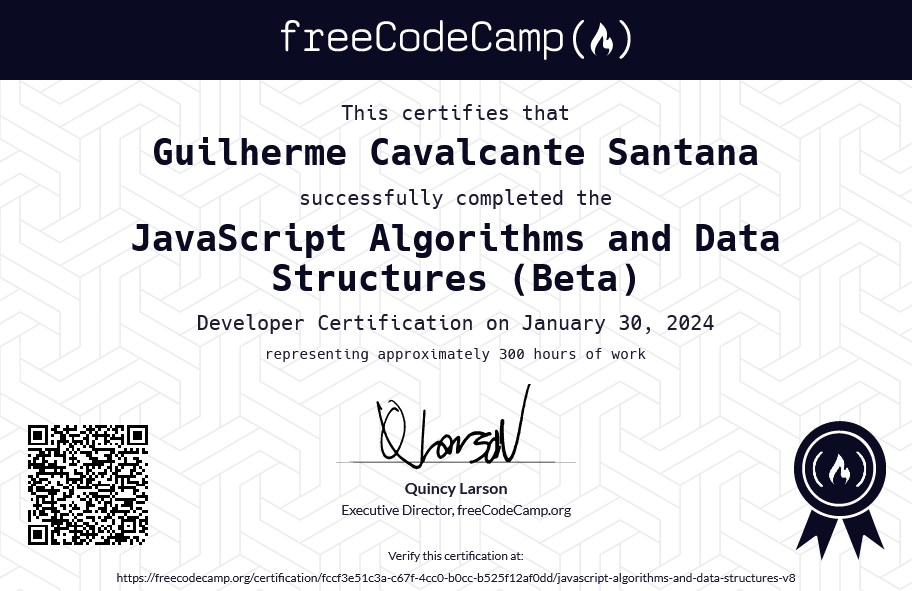 freeCodeCamp
This certifies that
Guilherme Cavalcante Santana
successfully completed the
JavaScript Algorithms and Data
Structures (Beta)
Developer Certification on January 30, 2024
representing approximately 300 hours of work
Q Larson
Quincy Larson
Executive Director, freeCodeCamp.org
Verify this certification at:
https://freecodecamp.org/certification/fccf3e51c3a-c67f-4cc0-b0cc-b525f12af0dd/javascript-algorithms-and-data-structures-v8